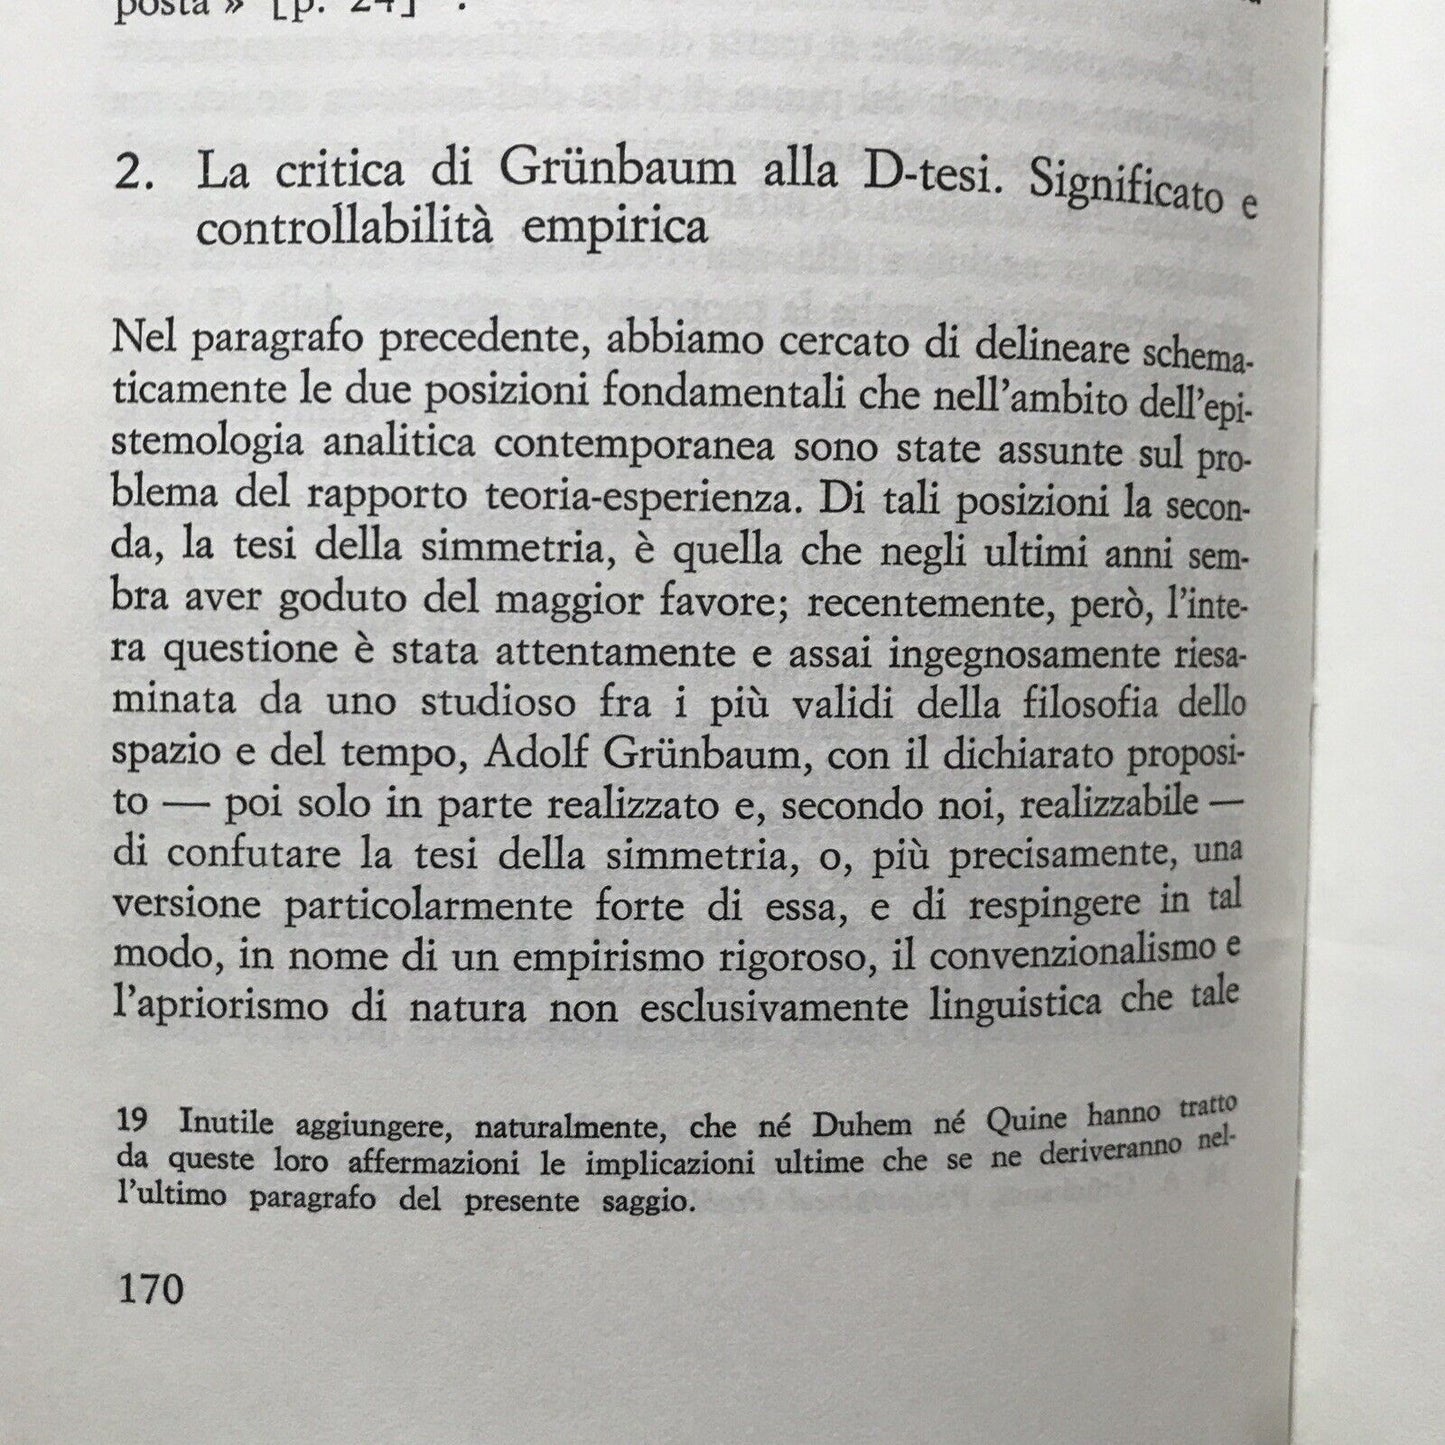 posta» [p. 24]
2. La critica di Grünbaum alla D-tesi. Significato e
controllabilità empirica
Nel paragrafo precedente, abbiamo cercato di delineare schema-
ticamente le due posizioni fondamentali che nell'ambito dell'epi-
stemologia analitica contemporanea sono state assunte sul pro-
blema del rapporto teoria-esperienza. Di tali posizioni la secon-
da, la tesi della simmetria, è quella che negli ultimi anni sem-
bra aver goduto del maggior favore; recentemente, però, l'inte-
ra questione è stata attentamente e assai ingegnosamente riesa-
minata da uno studioso fra i più validi della filosofia dello
spazio e del tempo, Adolf Grünbaum, con il dichiarato proposi-
to — poi solo in parte realizzato e, secondo noi, realizzabile —
di confutare la tesi della simmetria, o, più precisamente, una
versione particolarmente forte di essa, e di respingere in tal
modo, in nome di un empirismo rigoroso, il convenzionalismo e
l'apriorismo di natura non esclusivamente linguistica che tale
19 Inutile aggiungere, naturalmente, che né Duhem né Quine hanno tratto
da queste loro affermazioni le implicazioni ultime che se ne deriveranno nel-
l'ultimo paragrafo del presente saggio.
170